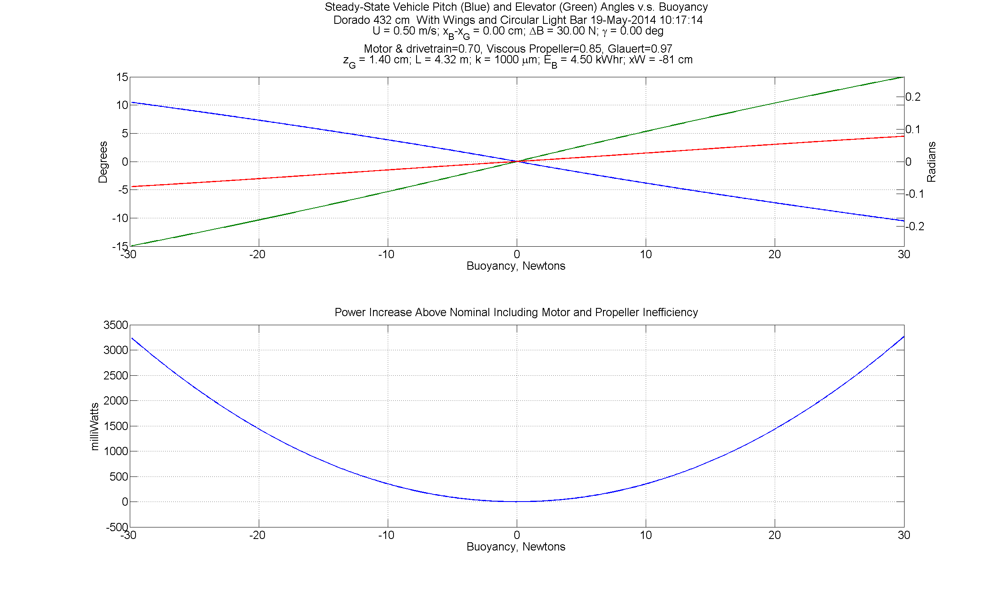 Steady-State Vehicle Pitch (Blue) and Elevator (Green) Angles v.s. Buoyancy
Dorado 432 cm  With Wings and Circular Light Bar 19-May-2014 10:17:14
U = 0.50 m/s; xB-xG = 0.00 cm; ΔB = 30.00 N; γ = 0.00 deg
Motor & drivetrain=0.70, Viscous Propeller=0.85, Glauert=0.97
zG = 1.40 cm; L = 4.32 m; k = 1000 μm; EB = 4.50 kWhr; xW = -81 cm
15
10
5
0
-5
-10
-15
Degrees
0.2
0.1
0
-0.1
-0.2
Radians
-30 -20 -10 0 10 20 30
Buoyancy, Newtons
Power Increase Above Nominal Including Motor and Propeller Inefficiency
3500
3000
2500
2000
1500
1000
500
0
-500
milliWatts
-30 -20 -10 0 10 20 30
Buoyancy, Newtons